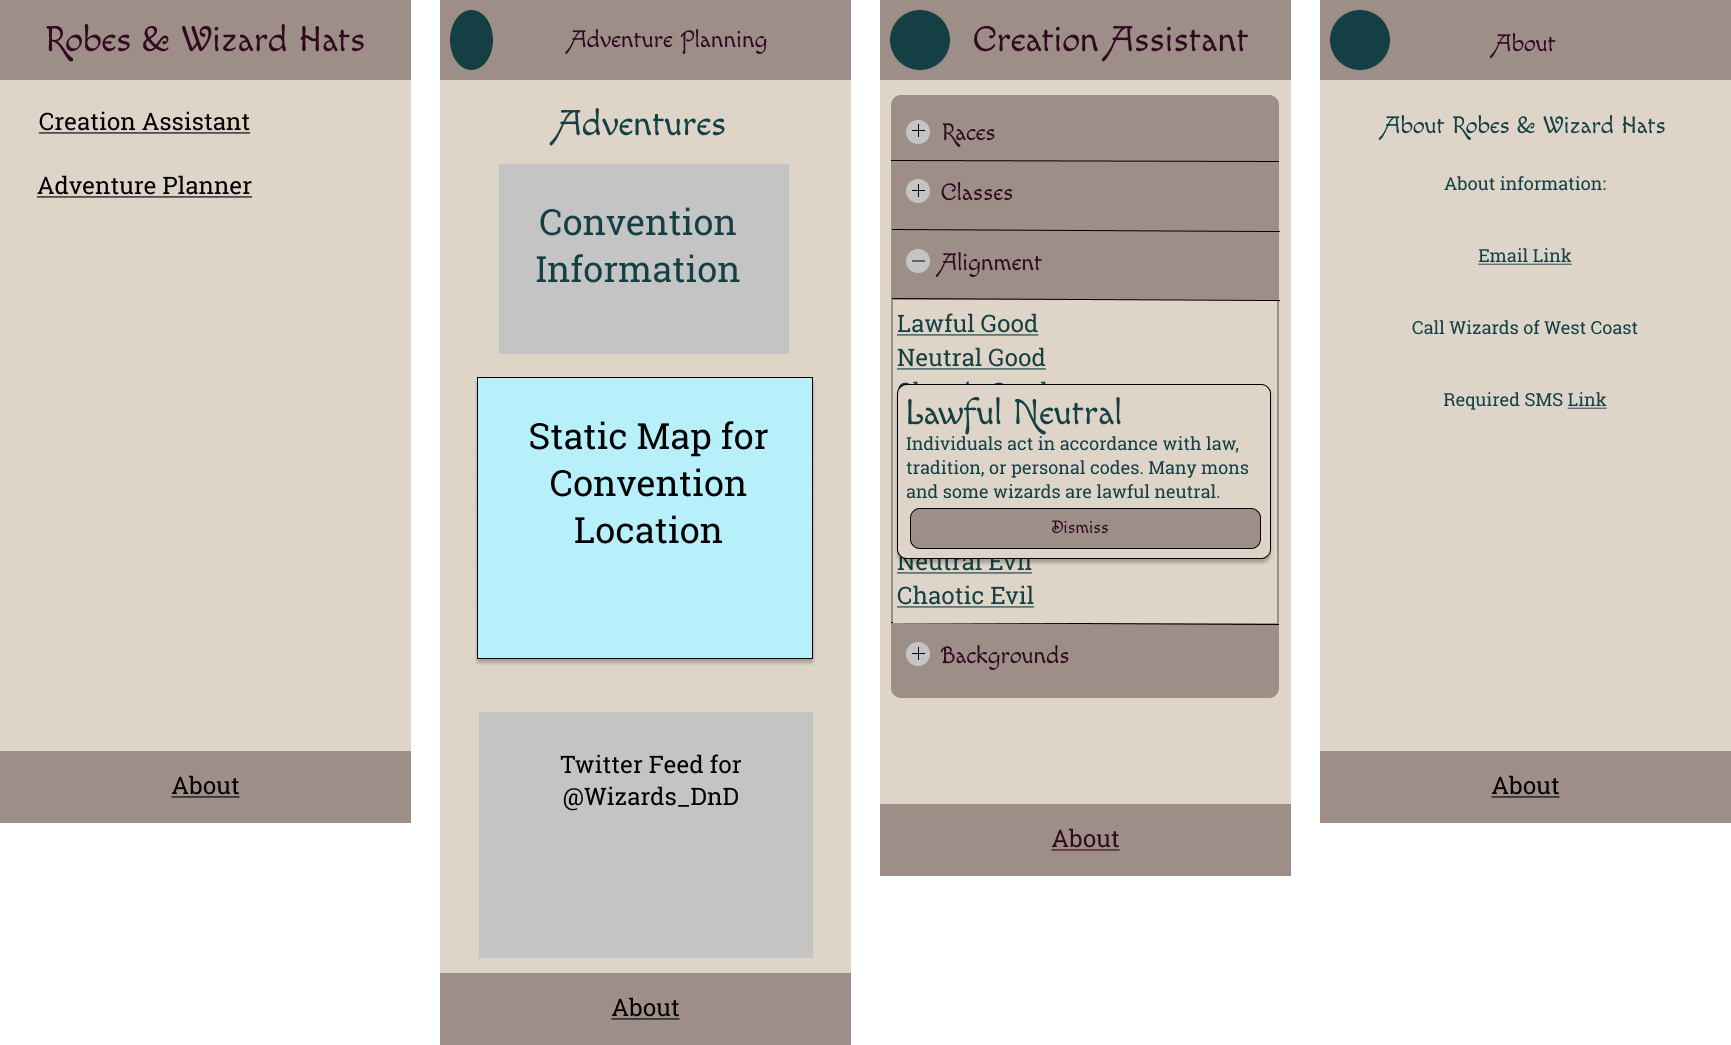 Robes & Wizard Hats
Creation Assistant
Adventure Planner
About
Adventure Planning
Adventures
Convention
Information
Static Map for
Convention
Location
Twitter Feed for
@Wizards_DnD
About
Creation Assistant
Races
Classes
Alignment
Lawful Good
Neutral Good
Lawful Neutral
Individuals act in accordance with law,
tradition, or personal codes. Many mons
and some wizards are lawful neutral.
Dismiss
Neutral Evil
Chaotic Evil
Backgrounds
About
About
About Robes & Wizard Hats
About information:
Email Link
Call Wizards of West Coast
Required SMS Link
About